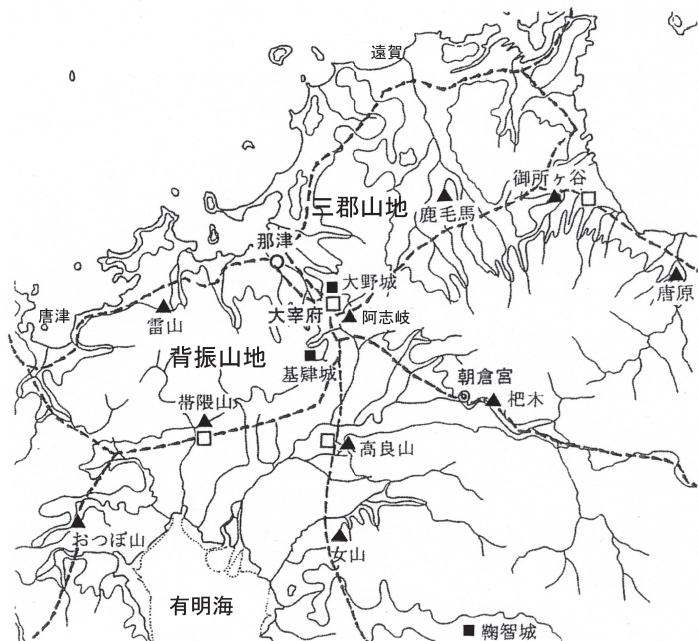 遠賀
御所ヶ谷
三郡山地
鹿毛馬
那津
唐原
大野城
唐津
雷山
大宰府
阿志岐
背振山地
基肄城
朝倉宮
帯隈山
杷木
高良山
おつぼ山
女山
有明海
鞠智城